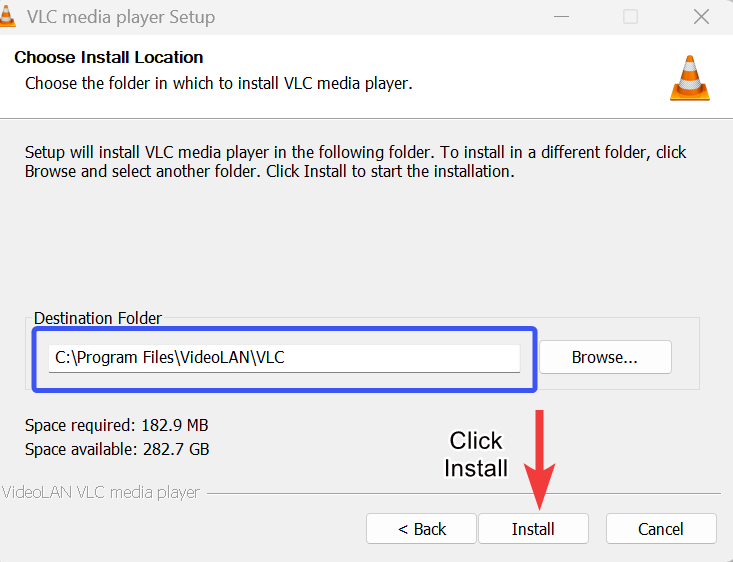 VLC media player Setup
Choose Install Location
Choose the folder in which to install VLC media player.
Setup will install VLC media player in the following folder. To install in a different folder, click
Browse and select another folder. Click Install to start the installation.
Destination Folder
C:\Program Files\VideoLAN\VLC
Browse...
Space required: 182.9 MB
Space available: 282.7 GB
Click
Install
VideoLAN VLC media player
< Back
Install
Cancel